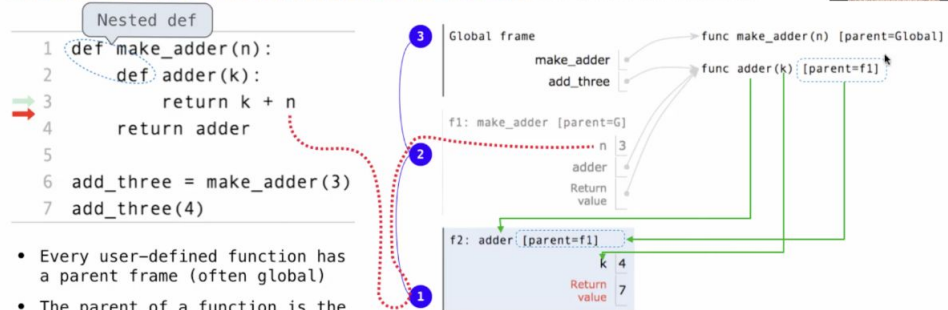 Nested def
1 def make_adder(n):
2 def adder(k):
3 return k + n
4 return adder
5
6 add_three = make_adder(3)
7 add_three(4)
• Every user-defined function has
a parent frame (often global)
• The parent of a function is the
3
Global frame
make_adder
add_three
func make_adder(n) [parent=Global]
func adder(k) [parent=f1]
2
f1: make_adder [parent=G]
n 3
adder
Return
value
1
f2: adder [parent=f1]
k 4
Return
value 7